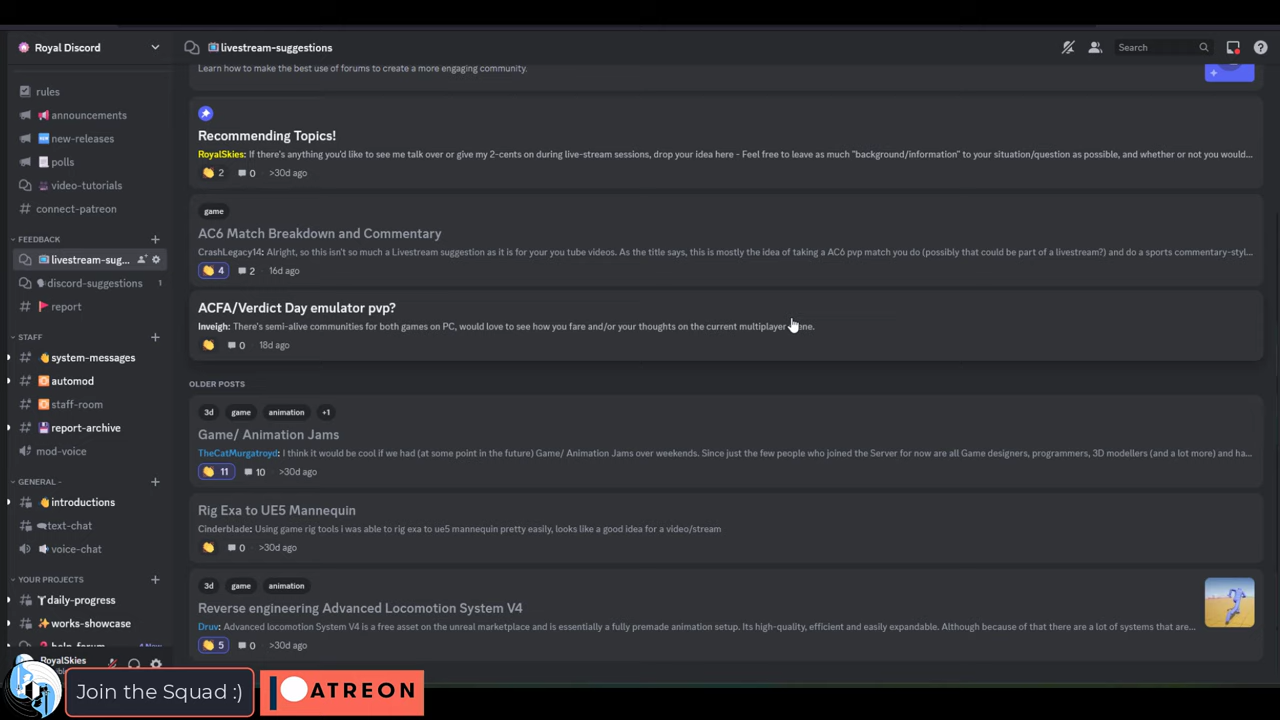 Royal Discord
livestream-suggestions
Search
Learn how to make the best use of forums to create a more engaging community.
rules
announcements
new-releases
polls
video-tutorials
connect-patreon
FEEDBACK
livestream-sugg...
discord-suggestions 1
report
STAFF
system-messages
automod
staff-room
report-archive
mod-voice
GENERAL -
introductions
text-chat
voice-chat
YOUR PROJECTS
daily-progress
works-showcase
RoyalSkies
Recommending Topics!
RoyalSkies: If there's anything you'd like to see me talk over or give my 2-cents on during live-stream sessions, drop your idea here - Feel free to leave as much "background/information" to your situation/question as possible, and whether or not you would...
2 0 >30d ago
game
AC6 Match Breakdown and Commentary
CrashLegacy14: Alright, so this isn't so much a Livestream suggestion as it is for your you tube videos. As the title says, this is mostly the idea of taking a AC6 pvp match you do (possibly that could be part of a livestream?) and do a sports commentary-styl...
4 2 16d ago
ACFA/Verdict Day emulator pvp?
Inveigh: There's semi-alive communities for both games on PC, would love to see how you fare and/or your thoughts on the current multiplayer
0 18d ago
OLDER POSTS
3d game animation +1
Game/ Animation Jams
TheCatMurgatroyd: I think it would be cool if we had (at some point in the future) Game/ Animation Jams over weekends. Since just the few people who joined the Server for now are all Game designers, programmers, 3D modellers (and a lot more) and ha...
11 10 >30d ago
Rig Exa to UE5 Mannequin
Cinderblade: Using game rig tools i was able to rig exa to ue5 mannequin pretty easily, looks like a good idea for a video/stream
0 >30d ago
3d game animation
Reverse engineering Advanced Locomotion System V4
Druv: Advanced locomotion System V4 is a free asset on the unreal marketplace and is essentially a fully premade animation setup. Its high-quality, efficient and easily expandable. Although because of that there are a lot of systems that are...
5 0 >30d ago
Join the Squad :)
PATREON